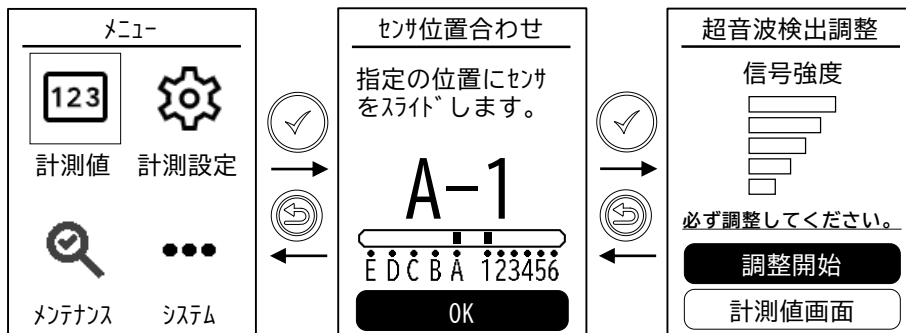 ﾒﾆｭｰ
123
計測値 計測設定
ﾒﾝﾃﾅﾝｽ ｼｽﾃﾑ
ｾﾝｻ位置合わせ
指定の位置にｾﾝｻ
をｽﾗｲﾄﾞします。
A-1
E D C B A 123456
OK
超音波検出調整
信号強度
必ず調整してください。
調整開始
計測値画面